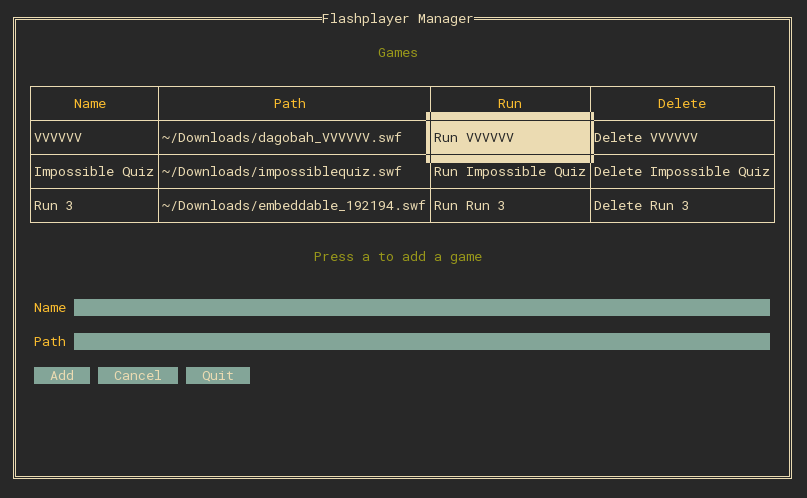 Flashplayer Manager
Games
Name Path Run Delete
VVVVVV ~/Downloads/dagobah_VVVVVV.swf Run VVVVVV Delete VVVVVV
Impossible Quiz ~/Downloads/impossiblequiz.swf Run Impossible Quiz Delete Impossible Quiz
Run 3 ~/Downloads/embeddable_192194.swf Run Run 3 Delete Run 3
Press a to add a game
Name
Path
Add Cancel Quit